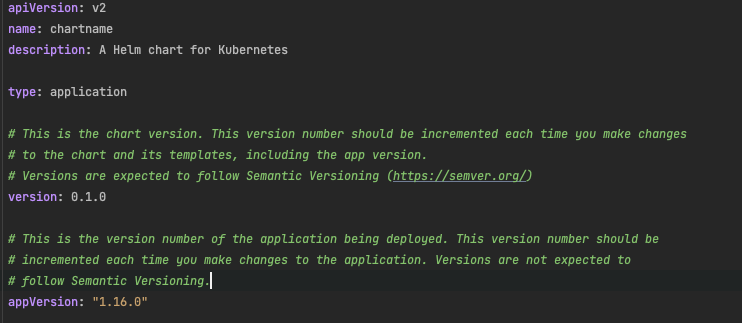 apiVersion: v2
name: chartname
description: A Helm chart for Kubernetes
type: application
# This is the chart version. This version number should be incremented each time you make changes
# to the chart and its templates, including the app version.
# Versions are expected to follow Semantic Versioning (https://semver.org/)
version: 0.1.0
# This is the version number of the application being deployed. This version number should be
# incremented each time you make changes to the application. Versions are not expected to
# follow Semantic Versioning.
appVersion: "1.16.0"